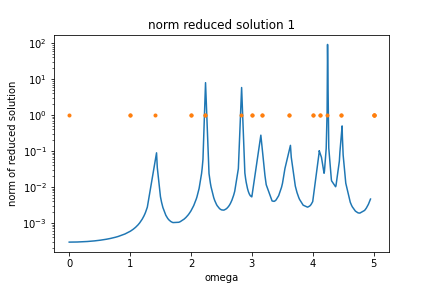 norm reduced solution 1
norm of reduced solution
10²
10¹
10⁰
10⁻¹
10⁻²
10⁻³
0 1 2 3 4 5
omega